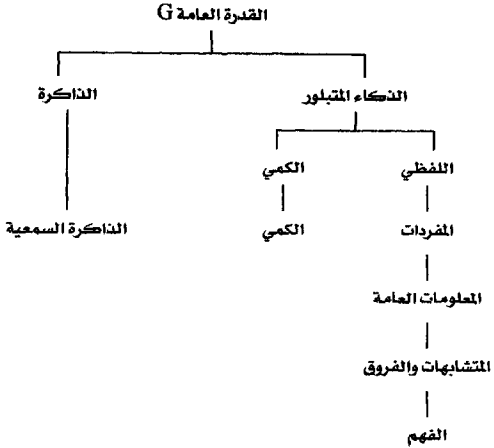 القدرة العامة G
الذكاء المتبلور
الذاكرة
اللفظي
الكمي
المفردات
الكمي
الذاكرة السمعية
المعلومات العامة
المتشابهات والفروق
الفهم